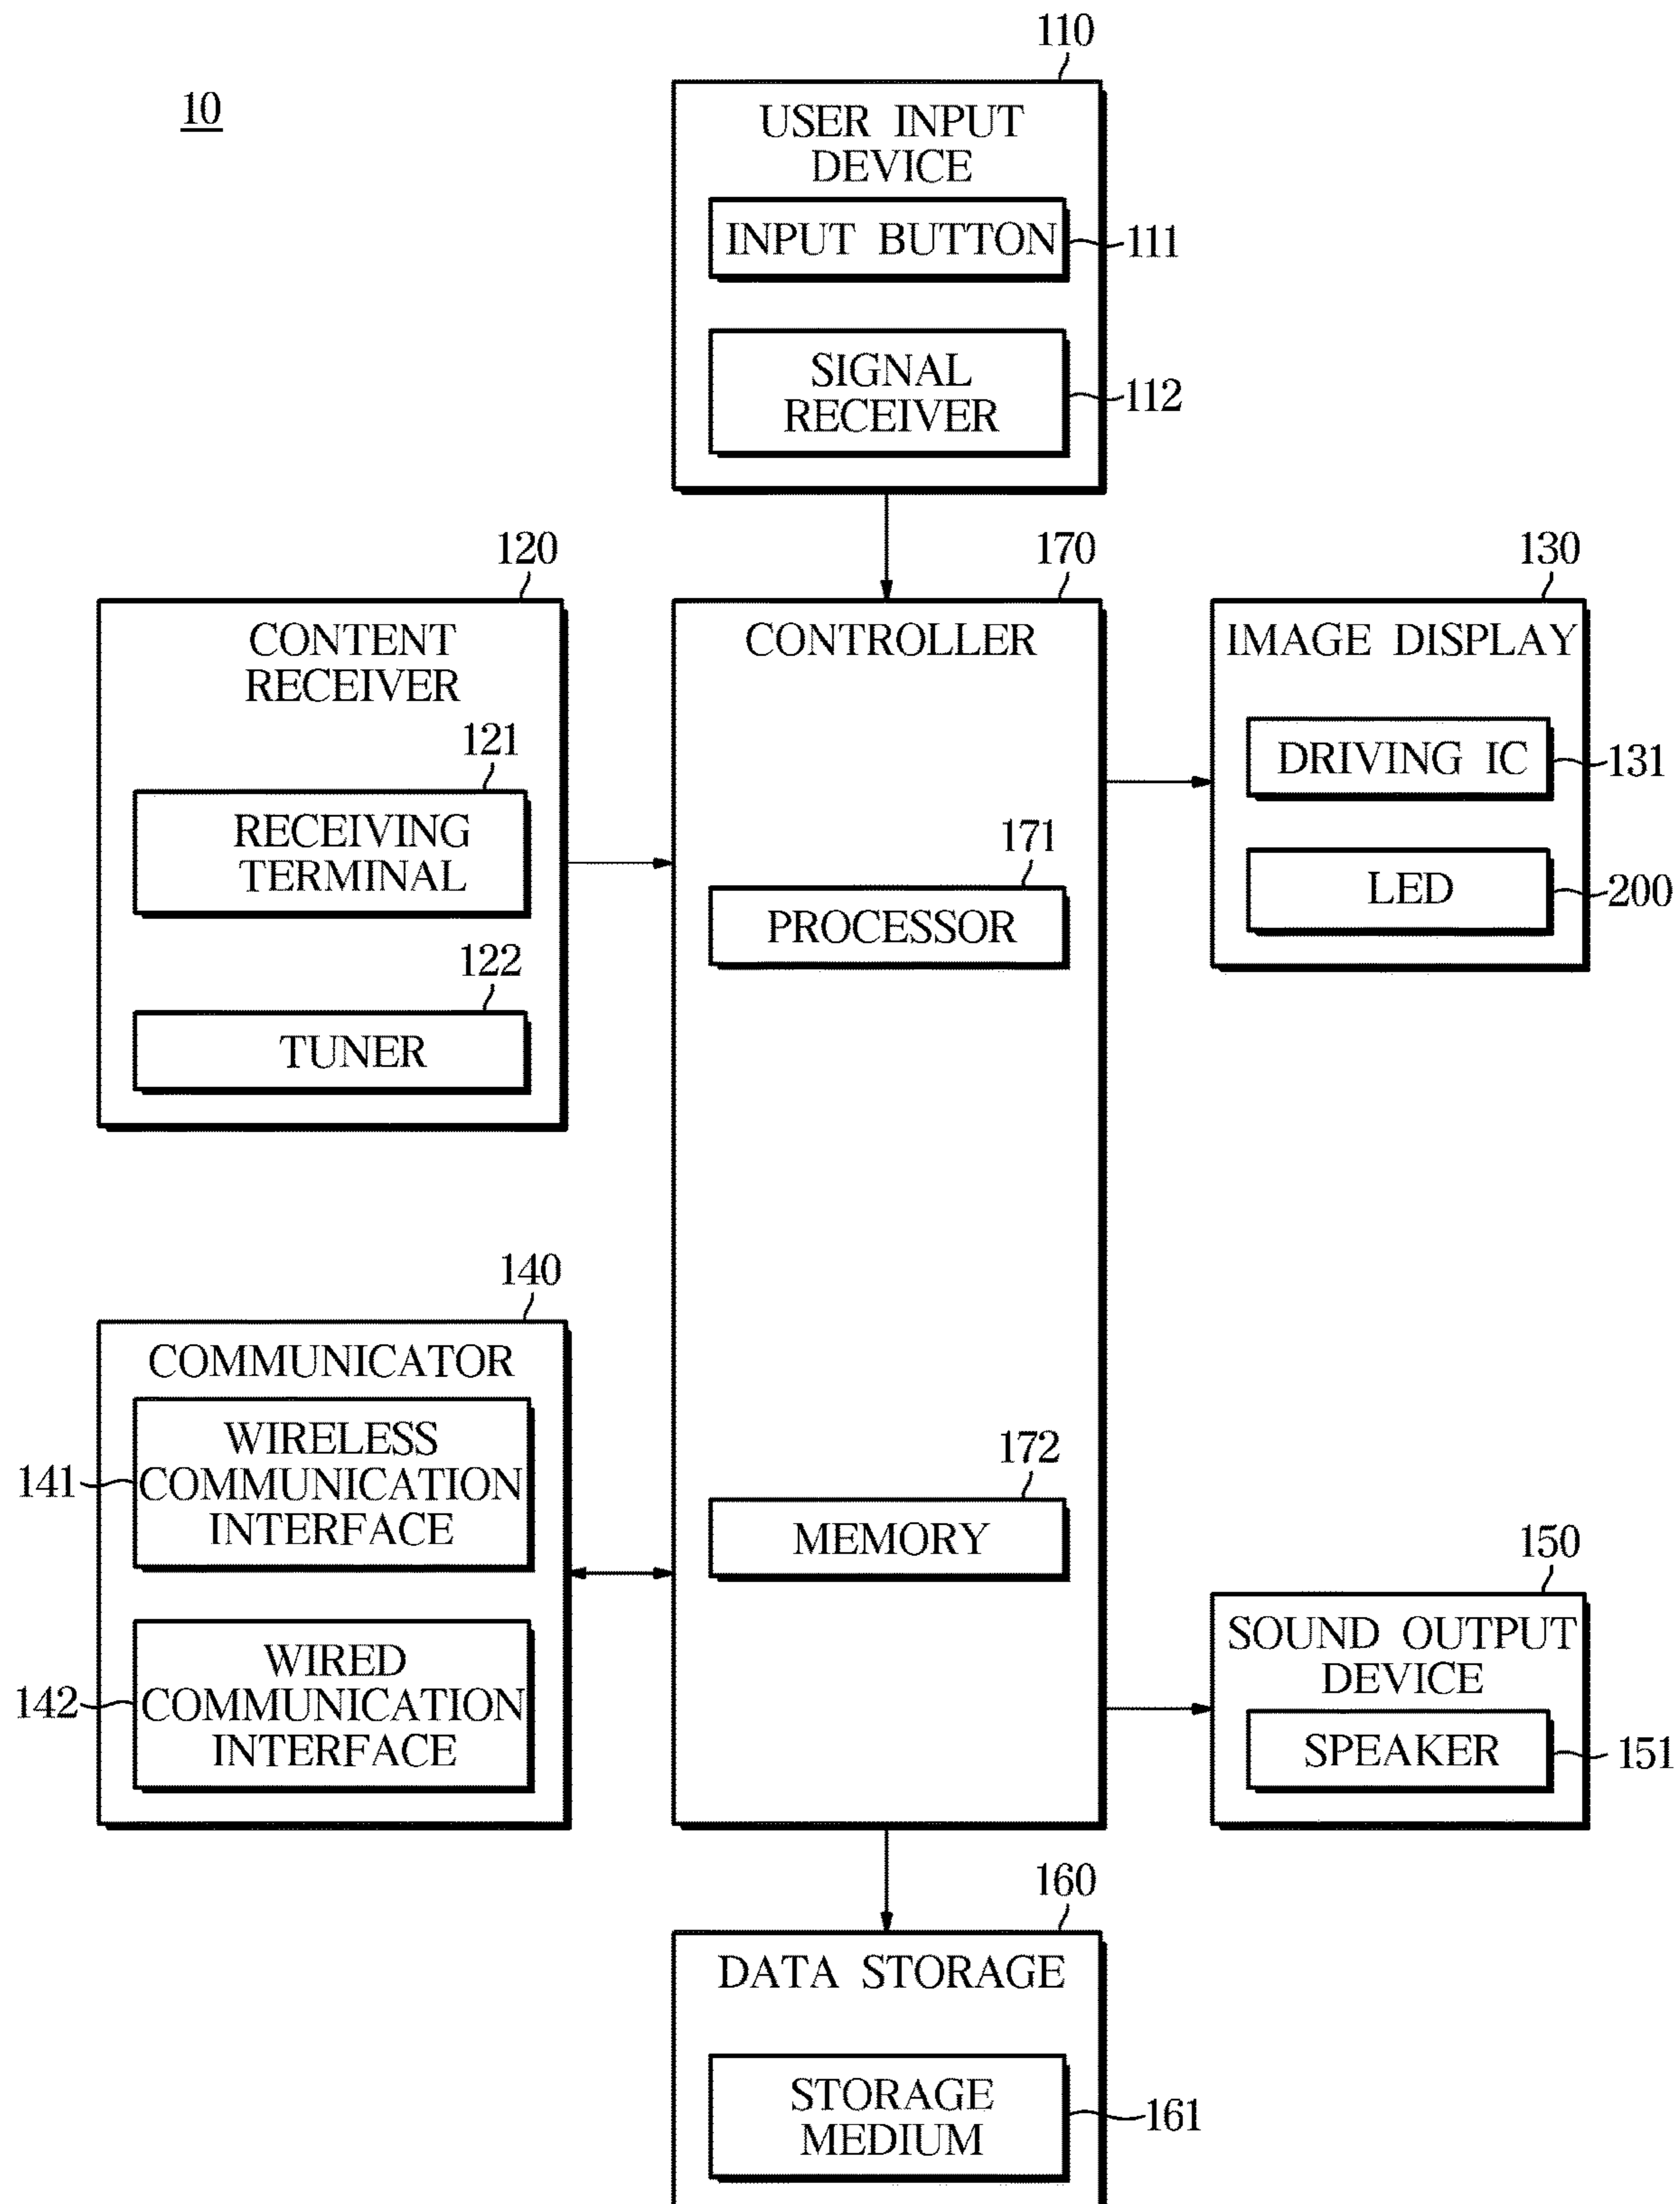 10
110
USER INPUT
DEVICE
INPUT BUTTON
111
SIGNAL
RECEIVER
112
120
CONTENT
RECEIVER
121
RECEIVING
TERMINAL
122
TUNER
170
CONTROLLER
171
PROCESSOR
172
MEMORY
130
IMAGE DISPLAY
DRIVING IC
131
LED
200
140
COMMUNICATOR
141
WIRELESS
COMMUNICATION
INTERFACE
142
WIRED
COMMUNICATION
INTERFACE
150
SOUND OUTPUT
DEVICE
SPEAKER
151
160
DATA STORAGE
STORAGE
MEDIUM
161